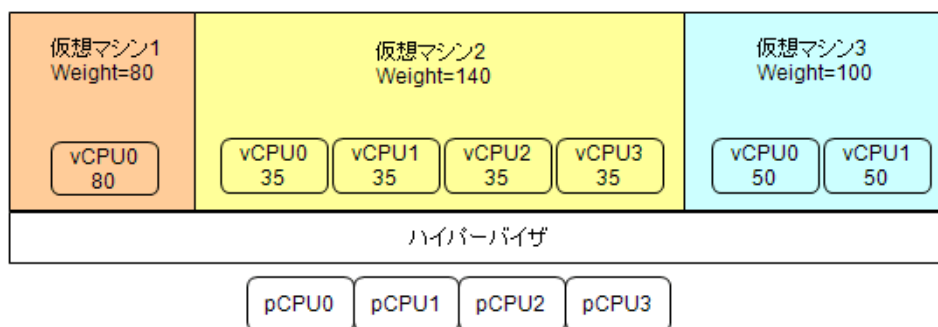 仮想マシン1
Weight=80
仮想マシン2
Weight=140
仮想マシン3
Weight=100
vCPU0
80
vCPU0
35
vCPU1
35
vCPU2
35
vCPU3
35
vCPU0
50
vCPU1
50
ハイパーバイザ
pCPU0
pCPU1
pCPU2
pCPU3